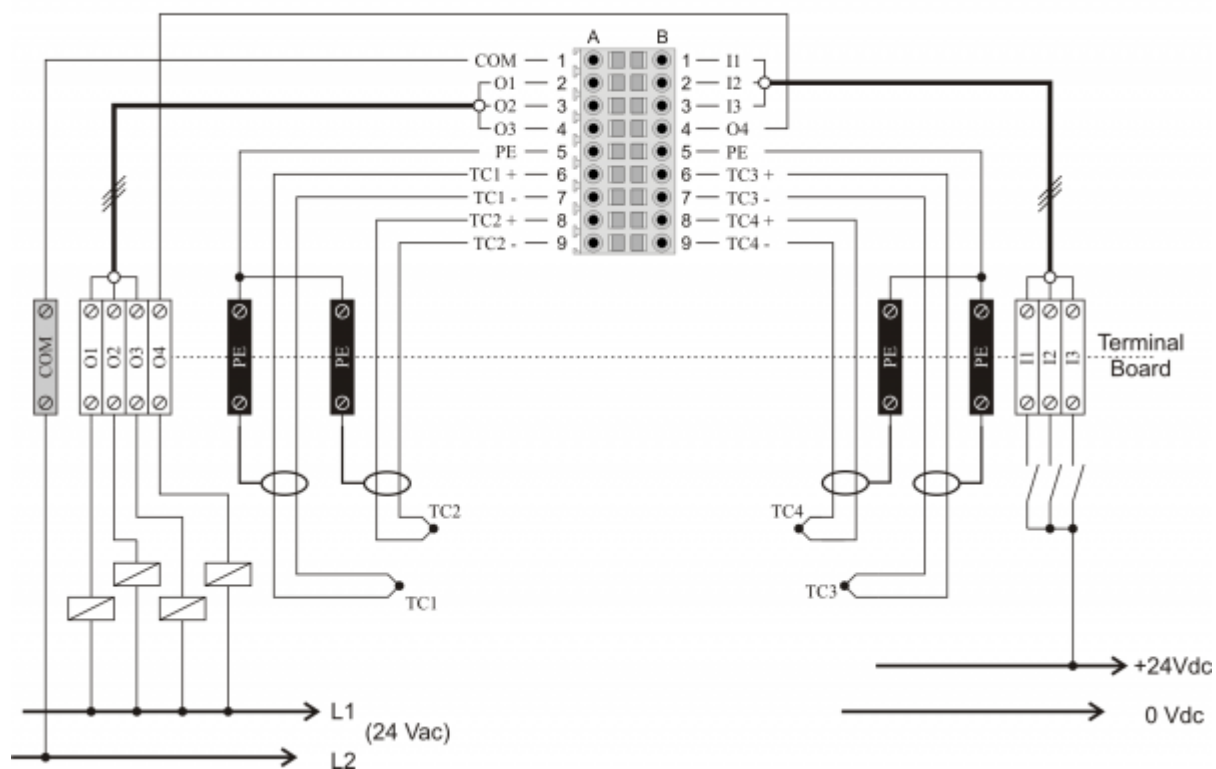 A B
COM 1 1 I1
O1 2 2 I2
O2 3 3 I3
O3 4 4 O4
PE 5 5 PE
TC1 + 6 6 TC3 +
TC1 - 7 7 TC3 -
TC2 + 8 8 TC4 +
TC2 - 9 9 TC4 -
COM O1 O2 O3 O4 PE PE PE PE I1 I2 I3
Terminal
Board
TC2 TC4
TC1 TC3
+24Vdc
L1 0 Vdc
(24 Vac)
L2